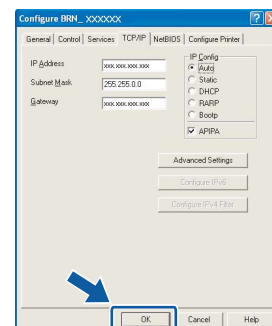 Configure BRN_ XXXXXX
General Control Services TCP/IP NetBIOS Configure Printer
IP Address xxx.xxx.xxx.xxx
Subnet Mask 255.255.0.0
Gateway xxx.xxx.xxx.xxx
IP Config
Auto
Static
DHCP
RARP
Bootp
APIPA
Advanced Settings
Configure IPv6
Configure IPv4 Filter
OK Cancel Help